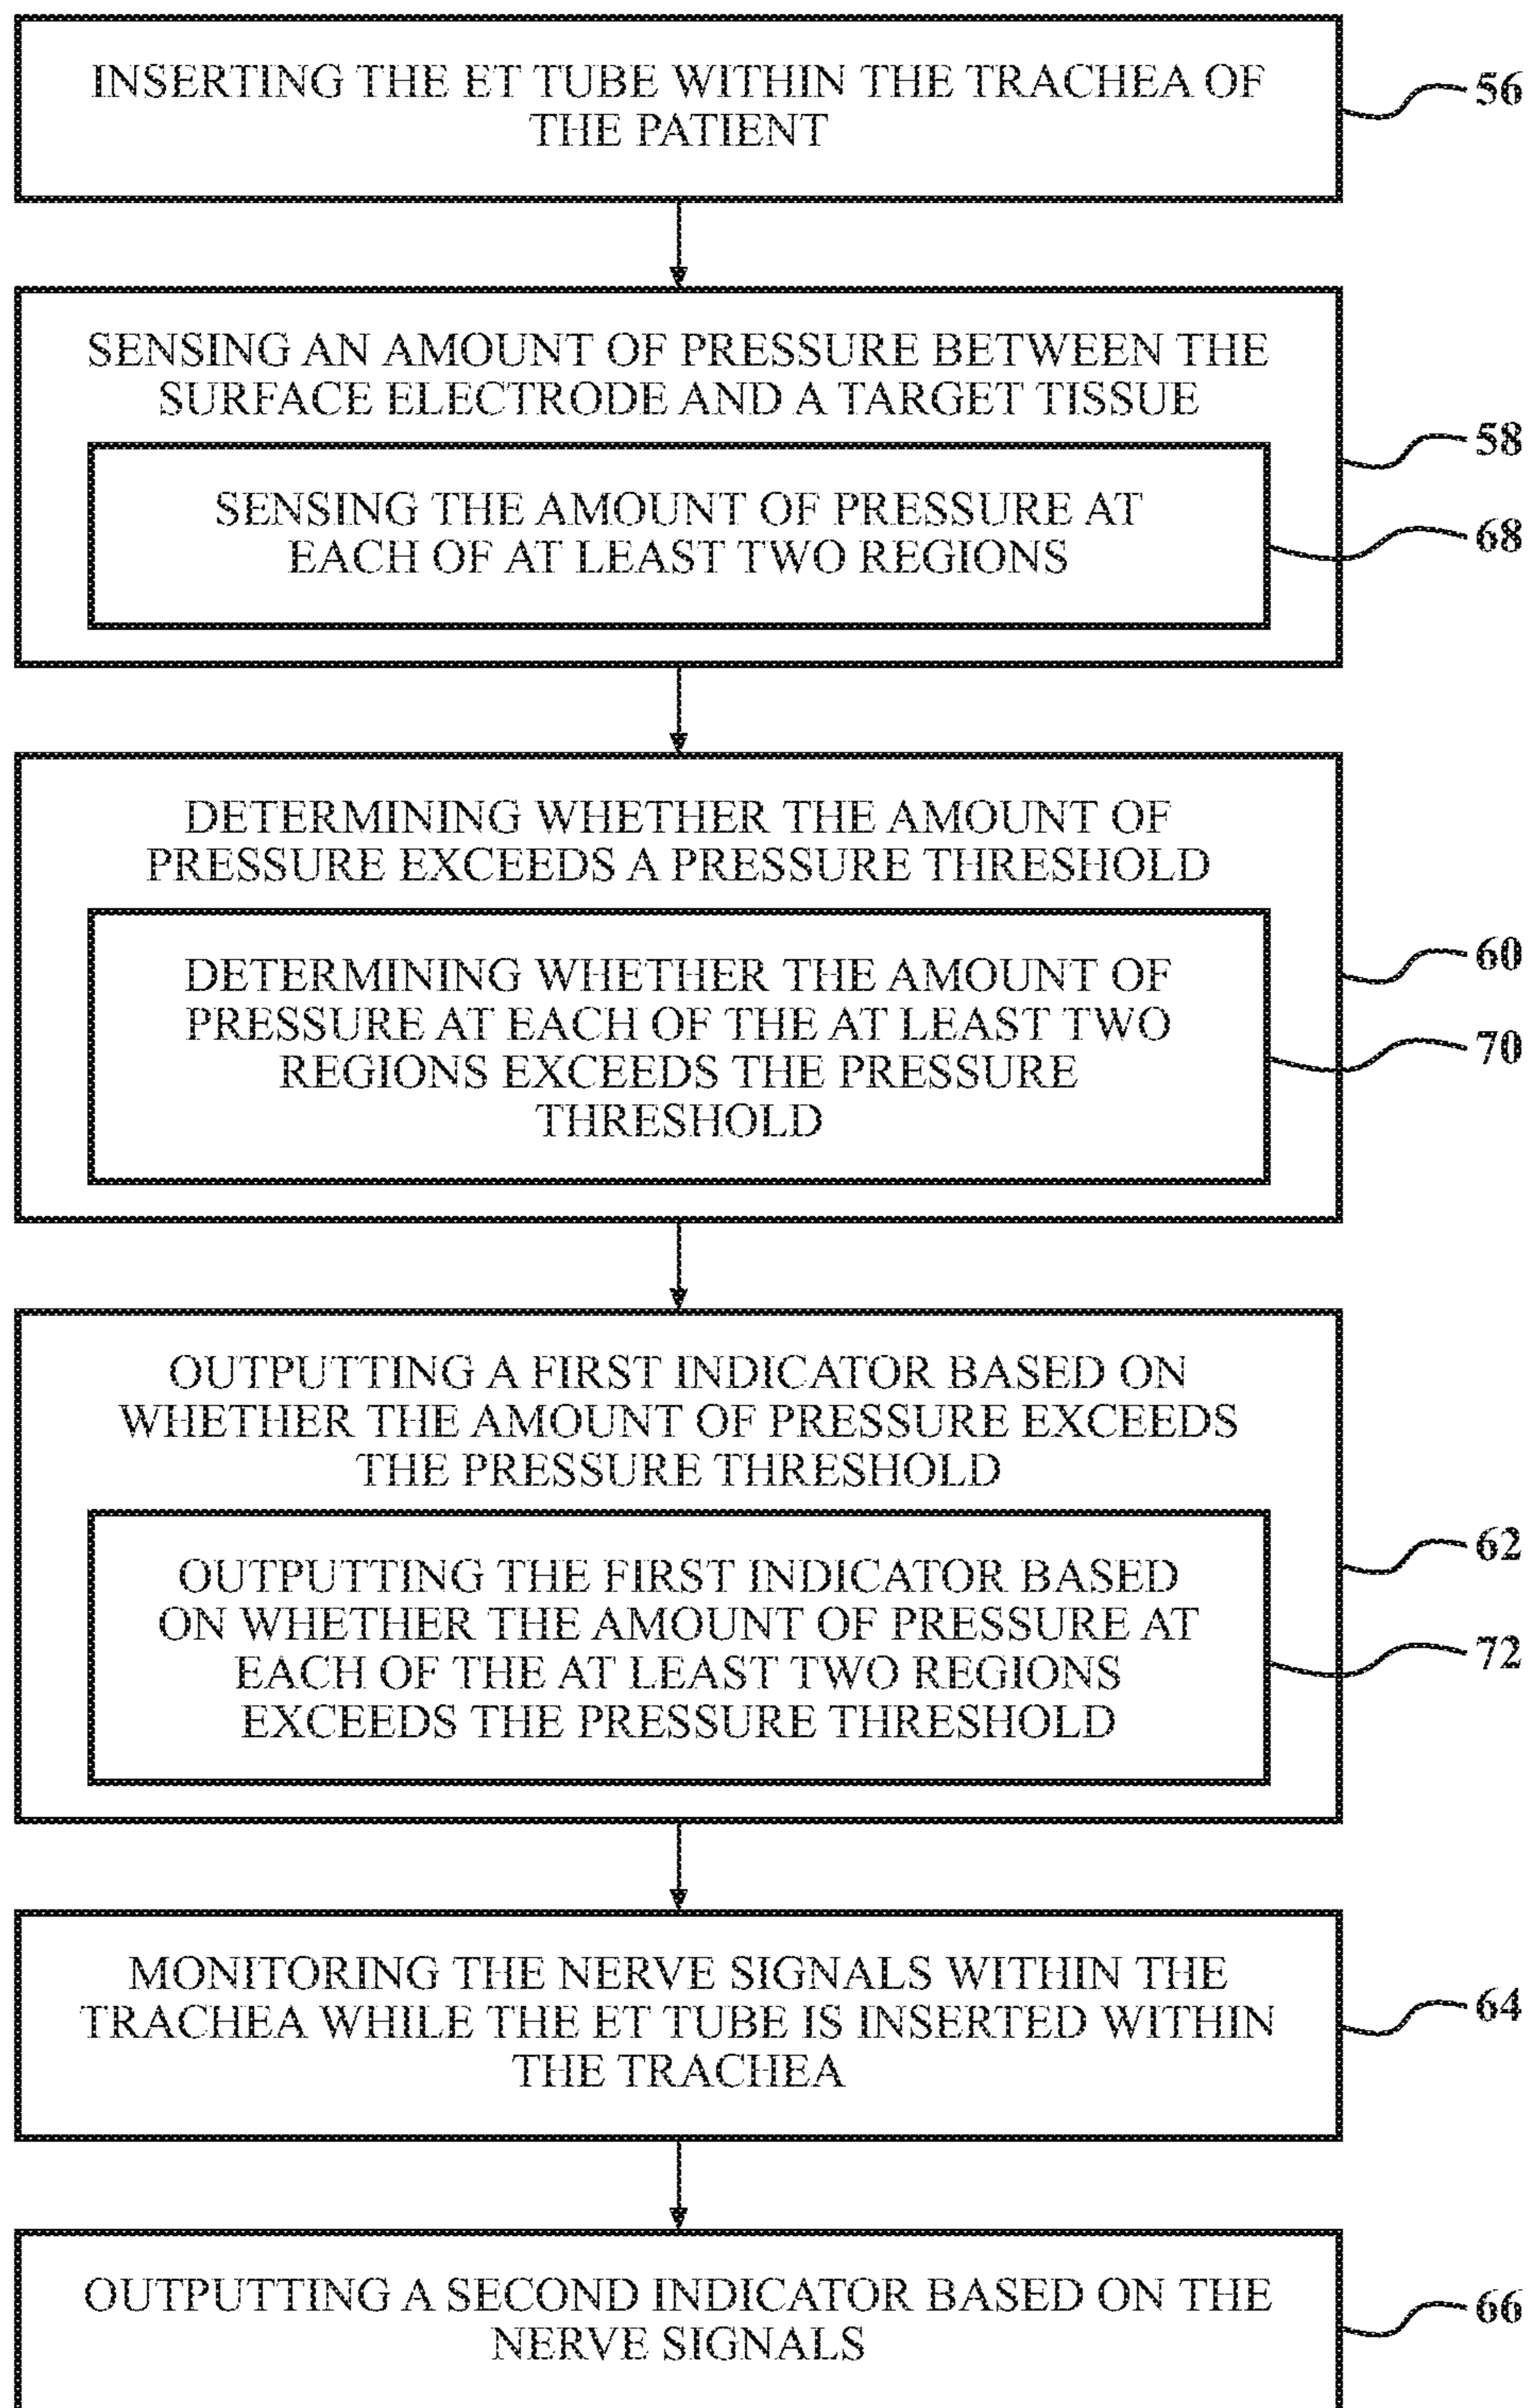 INSERTING THE ET TUBE WITHIN THE TRACHEA OF
THE PATIENT
56
SENSING AN AMOUNT OF PRESSURE BETWEEN THE
SURFACE ELECTRODE AND A TARGET TISSUE
58
SENSING THE AMOUNT OF PRESSURE AT
EACH OF AT LEAST TWO REGIONS
68
DETERMINING WHETHER THE AMOUNT OF
PRESSURE EXCEEDS A PRESSURE THRESHOLD
60
DETERMINING WHETHER THE AMOUNT OF
PRESSURE AT EACH OF THE AT LEAST TWO
REGIONS EXCEEDS THE PRESSURE
THRESHOLD
70
OUTPUTTING A FIRST INDICATOR BASED ON
WHETHER THE AMOUNT OF PRESSURE EXCEEDS
THE PRESSURE THRESHOLD
62
OUTPUTTING THE FIRST INDICATOR BASED
ON WHETHER THE AMOUNT OF PRESSURE AT
EACH OF THE AT LEAST TWO REGIONS
EXCEEDS THE PRESSURE THRESHOLD
72
MONITORING THE NERVE SIGNALS WITHIN THE
TRACHEA WHILE THE ET TUBE IS INSERTED WITHIN
THE TRACHEA
64
OUTPUTTING A SECOND INDICATOR BASED ON THE
NERVE SIGNALS
66